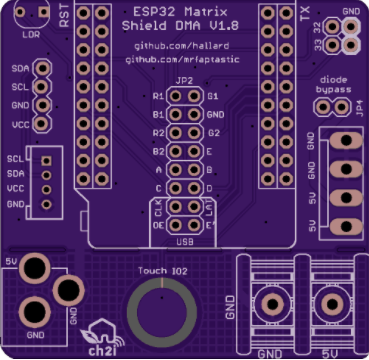 ESP32 Matrix
Shield DMA V1.8
github.com/hallard
github.com/mrfaptastic
RST
TX
LDR
GND
33 32
SDA
SCL
GND
VCC
JP2
R1 G1
B1 GND
R2 G2
B2 E
A B
C D
CLK LAT
OE E'
USB
diode
bypass
JP4
SCL
SDA
VCC
GND
GND
GND
5V
5V
5V
GND
GND
Touch IO2
ch2i
GND
GND
5V